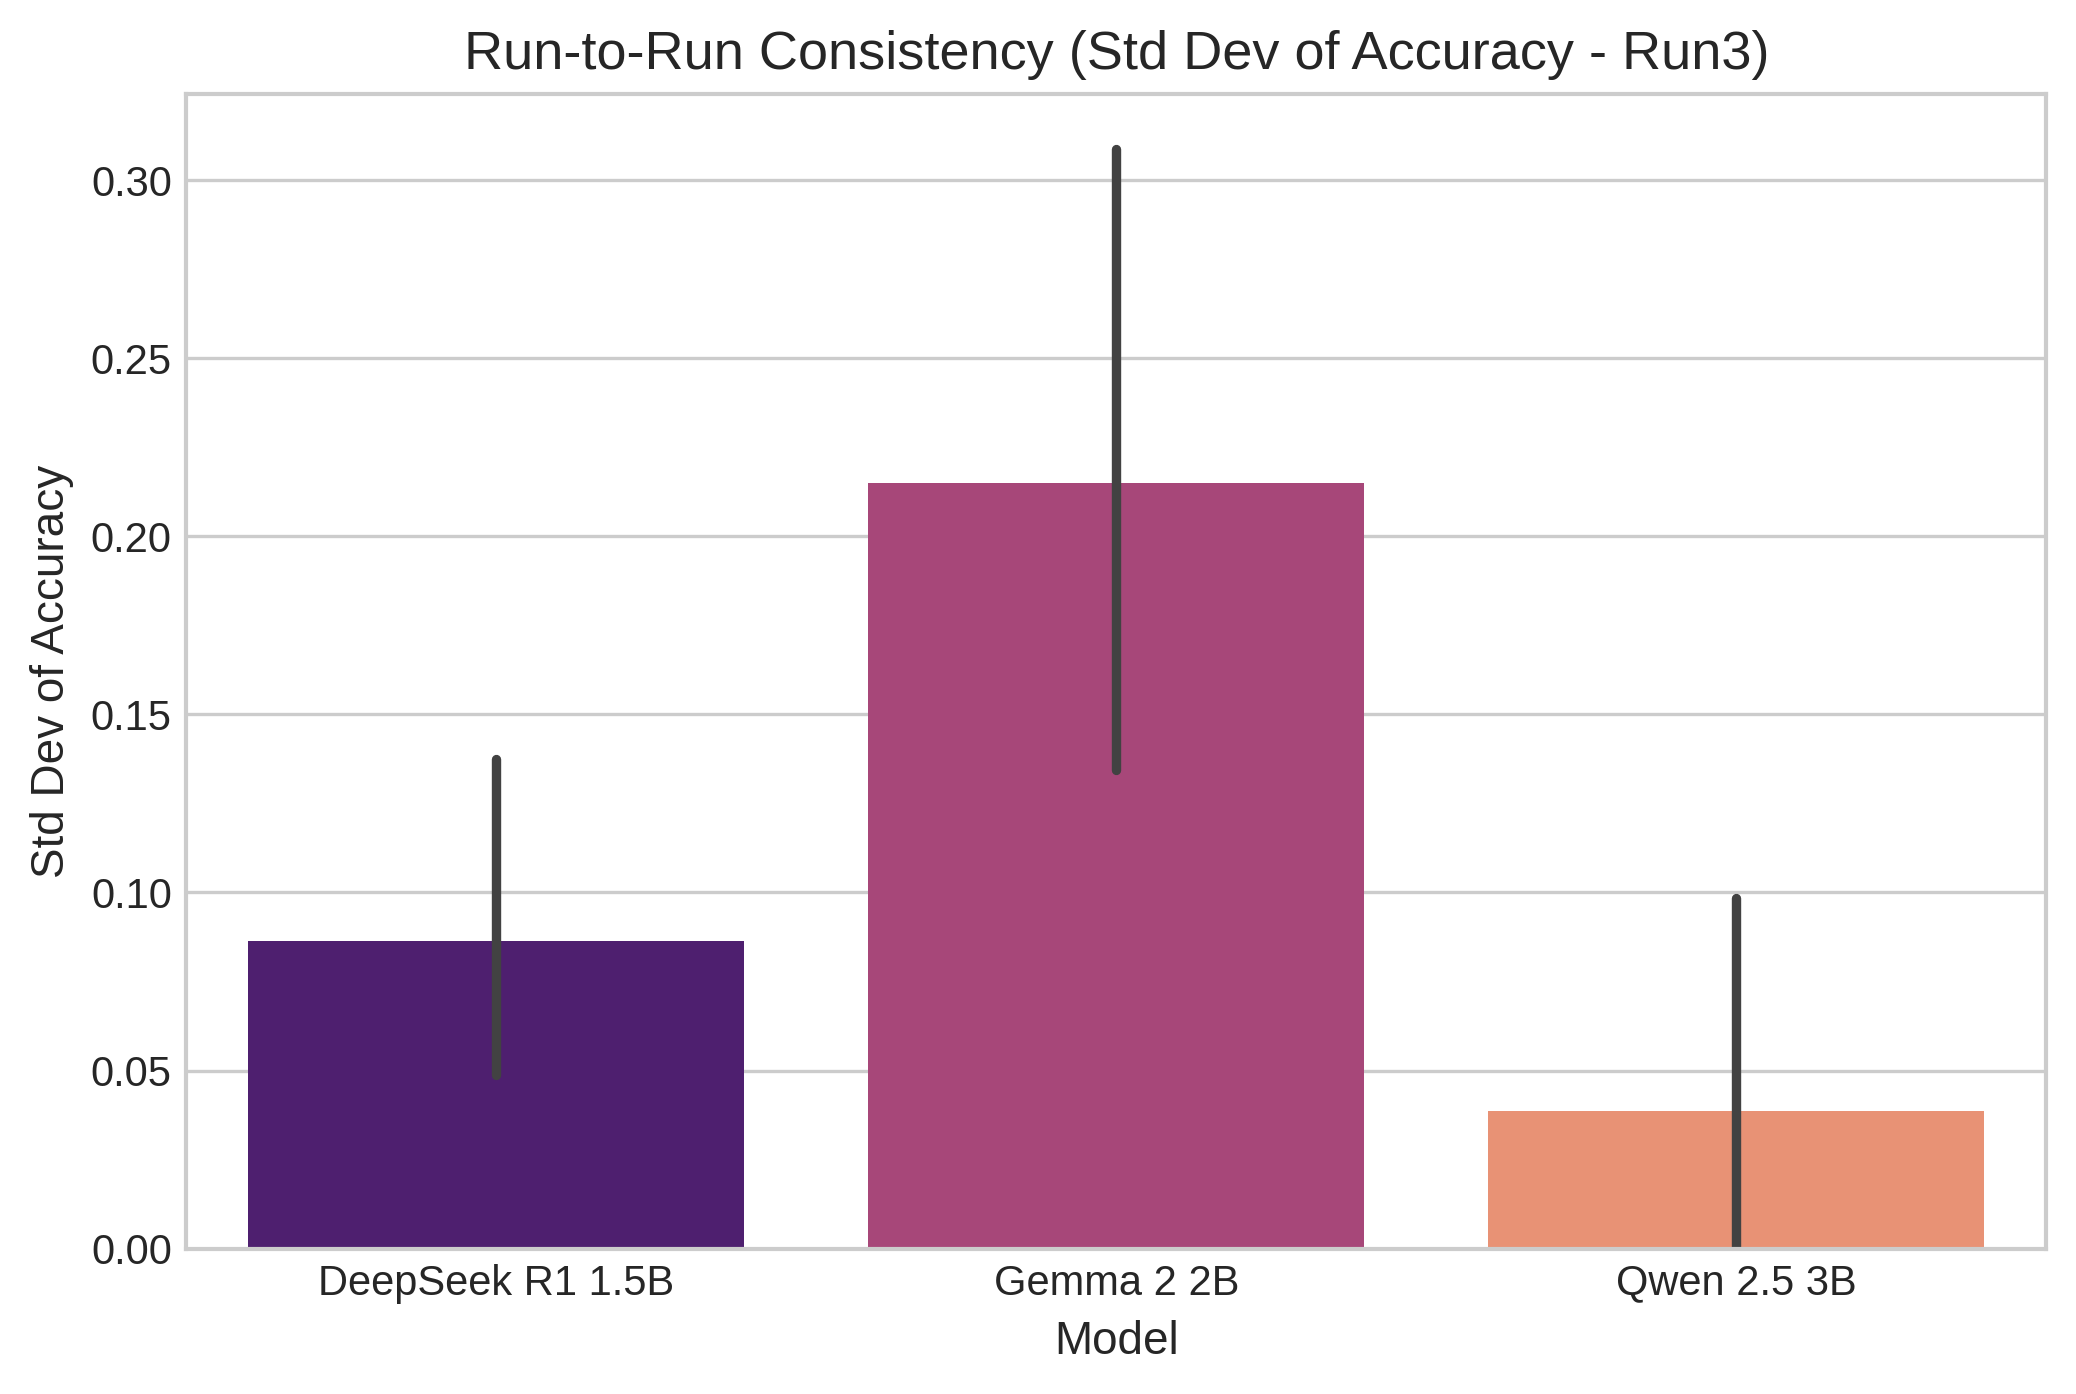 Run-to-Run Consistency (Std Dev of Accuracy - Run3)
Std Dev of Accuracy
0.30
0.25
0.20
0.15
0.10
0.05
0.00
DeepSeek R1 1.5B
Gemma 2 2B
Qwen 2.5 3B
Model